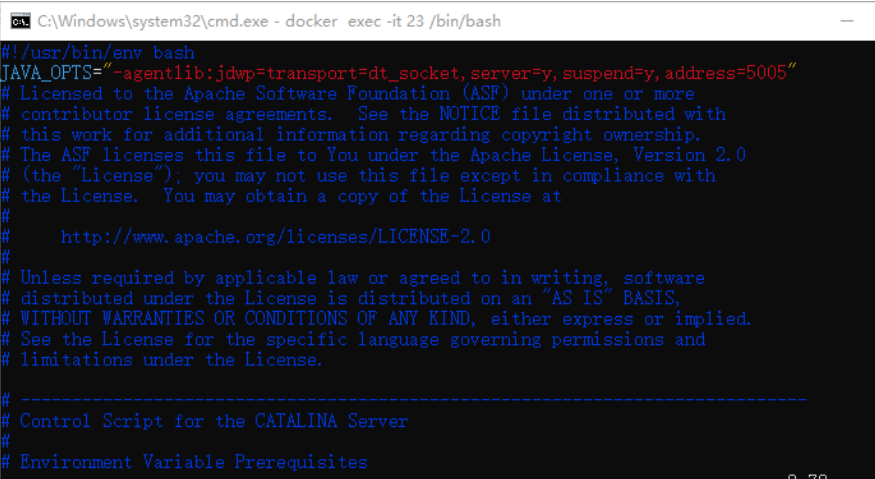 C:\Windows\system32\cmd.exe - docker exec -it 23 /bin/bash
#!/usr/bin/env bash
JAVA_OPTS="-agentlib:jdwp=transport=dt_socket,server=y,suspend=y,address=5005"
# Licensed to the Apache Software Foundation (ASF) under one or more
# contributor license agreements.  See the NOTICE file distributed with
# this work for additional information regarding copyright ownership.
# The ASF licenses this file to You under the Apache License, Version 2.0
# (the "License"); you may not use this file except in compliance with
# the License.  You may obtain a copy of the License at
#
#     http://www.apache.org/licenses/LICENSE-2.0
#
# Unless required by applicable law or agreed to in writing, software
# distributed under the License is distributed on an "AS IS" BASIS,
# WITHOUT WARRANTIES OR CONDITIONS OF ANY KIND, either express or implied.
# See the License for the specific language governing permissions and
# limitations under the License.
# -----------------------------------------------------------------------------
# Control Script for the CATALINA Server
#
# Environment Variable Prerequisites